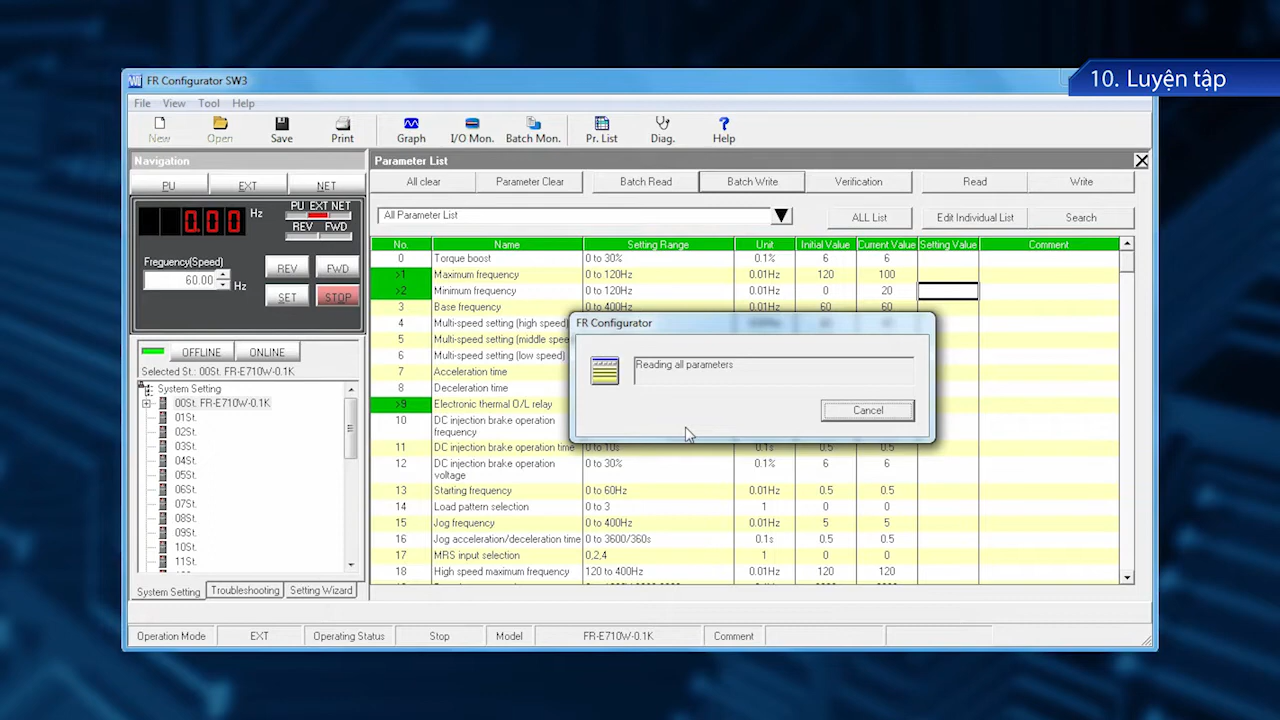 10. Luyện tập
FR Configurator SW3
File View Tool Help
New Open Save Print Graph I/O Mon. Batch Mon. Pr. List Diag. Help
Navigation
PU EXT NET
0.00 Hz
PU EXT NET
REV FWD
Frequency(Speed)
60.00 Hz
REV FWD
SET STOP
OFFLINE ONLINE
Selected St.: 00St. FR-E710W-0.1K
System Setting
00St. FR-E710W-0.1K
01St.
02St.
03St.
04St.
05St.
06St.
07St.
08St.
09St.
10St.
11St.
System Setting Troubleshooting Setting Wizard
Parameter List
All clear Parameter Clear Batch Read Batch Write Verification Read Write
All Parameter List ALL List Edit Individual List Search
No. Name Setting Range Unit Initial Value Current Value Setting Value Comment
0 Torque boost 0 to 30% 0.1% 6 6
>1 Maximum frequency 0 to 120Hz 0.01Hz 120 100
>2 Minimum frequency 0 to 120Hz 0.01Hz 0 20
3 Base frequency 0 to 400Hz 0.01Hz 60 60
4 Multi-speed setting (high speed)
5 Multi-speed setting (middle speed
6 Multi-speed setting (low speed)
7 Acceleration time
8 Deceleration time
>9 Electronic thermal O/L relay
10 DC injection brake operation
frequency
11 DC injection brake operation time 0 to 10s 0.1s 0.5 0.5
12 DC injection brake operation 0 to 30% 0.1% 6 6
voltage
13 Starting frequency 0 to 60Hz 0.01Hz 0.5 0.5
14 Load pattern selection 0 to 3 1 0 0
15 Jog frequency 0 to 400Hz 0.01Hz 5 5
16 Jog acceleration/deceleration time 0 to 3600/360s 0.1s 0.5 0.5
17 MRS input selection 0,2,4 1 0 0
18 High speed maximum frequency 120 to 400Hz 0.01Hz 120 120
FR Configurator
Reading all parameters
Cancel
Operation Mode EXT Operating Status Stop Model FR-E710W-0.1K Comment